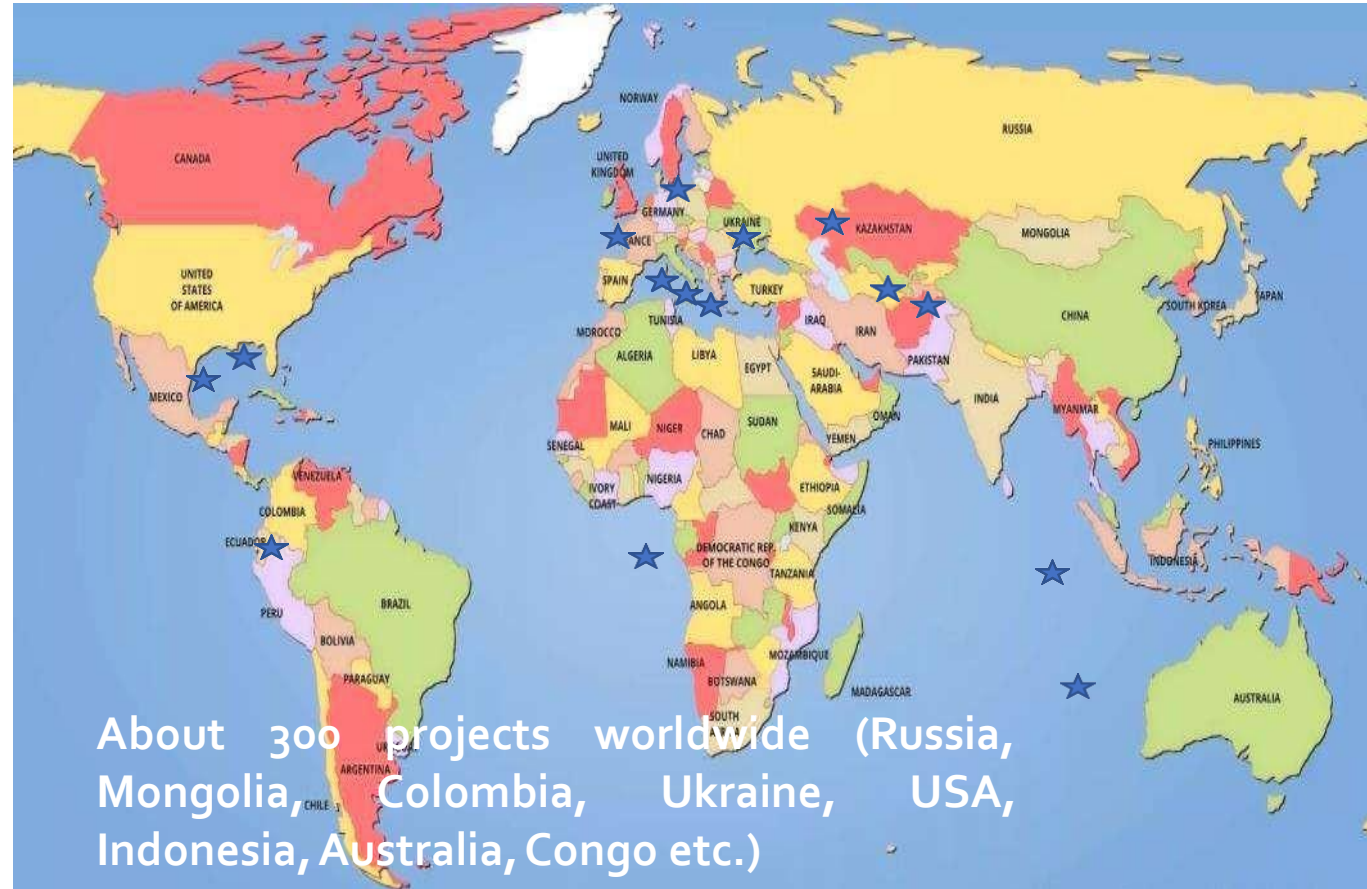 NORWAY
RUSSIA
CANADA
UNITED
KINGDOM
GERMANY
UKRAINE
KAZAKHSTAN
MONGOLIA
ANCE
UNITED
STATES
OF AMERICA
SPAIN
TURKEY
JAPAN
SOUTH KOREA
CHINA
TUNISIA
MOROCCO
IRAQ
IRAN
ALGERIA
LIBYA
EGYPT
PAKISTAN
SAUDI-
ARABIA
MEXICO
INDIA
MYANMAR
OMAN
MALI
NIGER
CHAD
SUDAN
YEMEN
SENEGAL
PHILIPPINES
VENEZUELA
NIGERIA
IVORY
COAST
ETHIOPIA
SOMALIA
COLOMBIA
KENYA
ECUADOR
DEMOCRATIC REP.
OF THE CONGO
INDONESIA
TANZANIA
BRAZIL
ANGOLA
PERU
BOLIVIA
MOZAMBIQUE
NAMIBIA
BOTSWANA
PARAGUAY
MADAGASCAR
AUSTRALIA
SOUTH
ARGENTINA
CHILE
About 300 projects worldwide (Russia,
Mongolia, Colombia, Ukraine, USA,
Indonesia, Australia, Congo etc.)